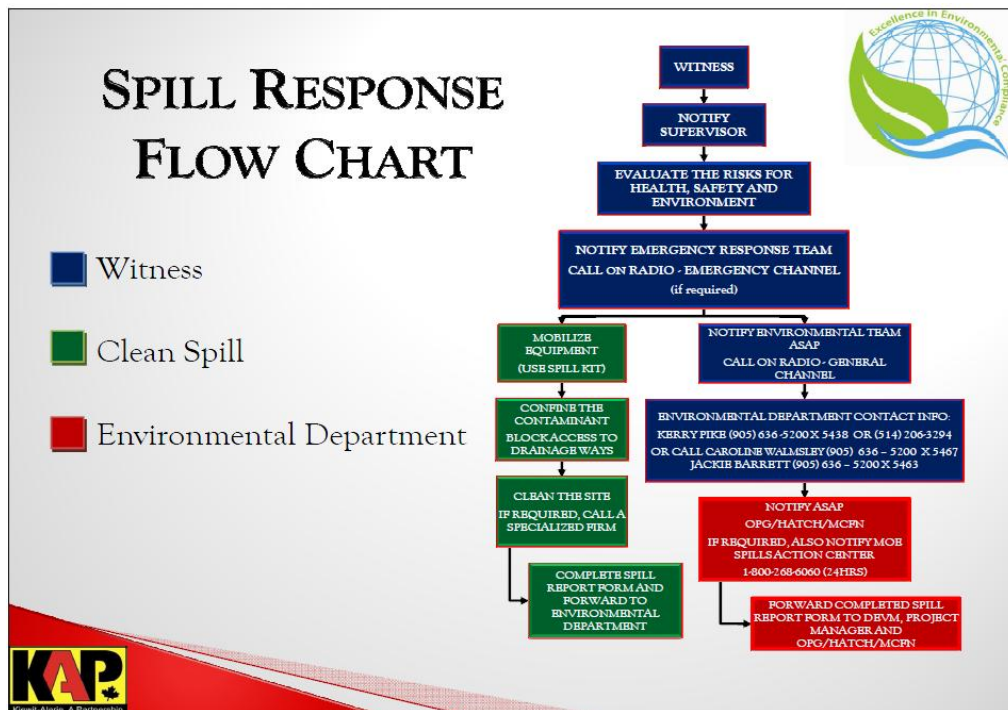 SPILL RESPONSE
FLOW CHART
Witness
Clean Spill
Environmental Department
Excellence in Environmental Compliance
WITNESS
NOTIFY
SUPERVISOR
EVALUATE THE RISKS FOR
HEALTH, SAFETY AND
ENVIRONMENT
NOTIFY EMERGENCY RESPONSE TEAM
CALL ON RADIO - EMERGENCY CHANNEL
(if required)
MOBILIZE
EQUIPMENT
(USE SPILL KIT)
CONFINE THE
CONTAMINANT
BLOCK ACCESS TO
DRAINAGE WAYS
CLEAN THE SITE
IF REQUIRED, CALL A
SPECIALIZED FIRM
COMPLETE SPILL
REPORT FORM AND
FORWARD TO
ENVIRONMENTAL
DEPARTMENT
NOTIFY ENVIRONMENTAL TEAM
ASAP
CALL ON RADIO - GENERAL
CHANNEL
ENVIRONMENTAL DEPARTMENT CONTACT INFO:
KERRY PIKE (905) 636 -5200 X 5438 OR (514) 206-3294
OR CALL CAROLINE WALMSLEY (905) 636 – 5200 X 5467
JACKIE BARRETT (905) 636 – 5200 X 5463
NOTIFY ASAP
OPG/HATCH/MCFN
IF REQUIRED, ALSO NOTIFY MOE
SPILLS ACTION CENTER
1-800-268-6060 (24HRS)
FORWARD COMPLETED SPILL
REPORT FORM TO DEVM, PROJECT
MANAGER AND
OPG/HATCH/MCFN
KAP
Kiewit-Alarie, A Partnership